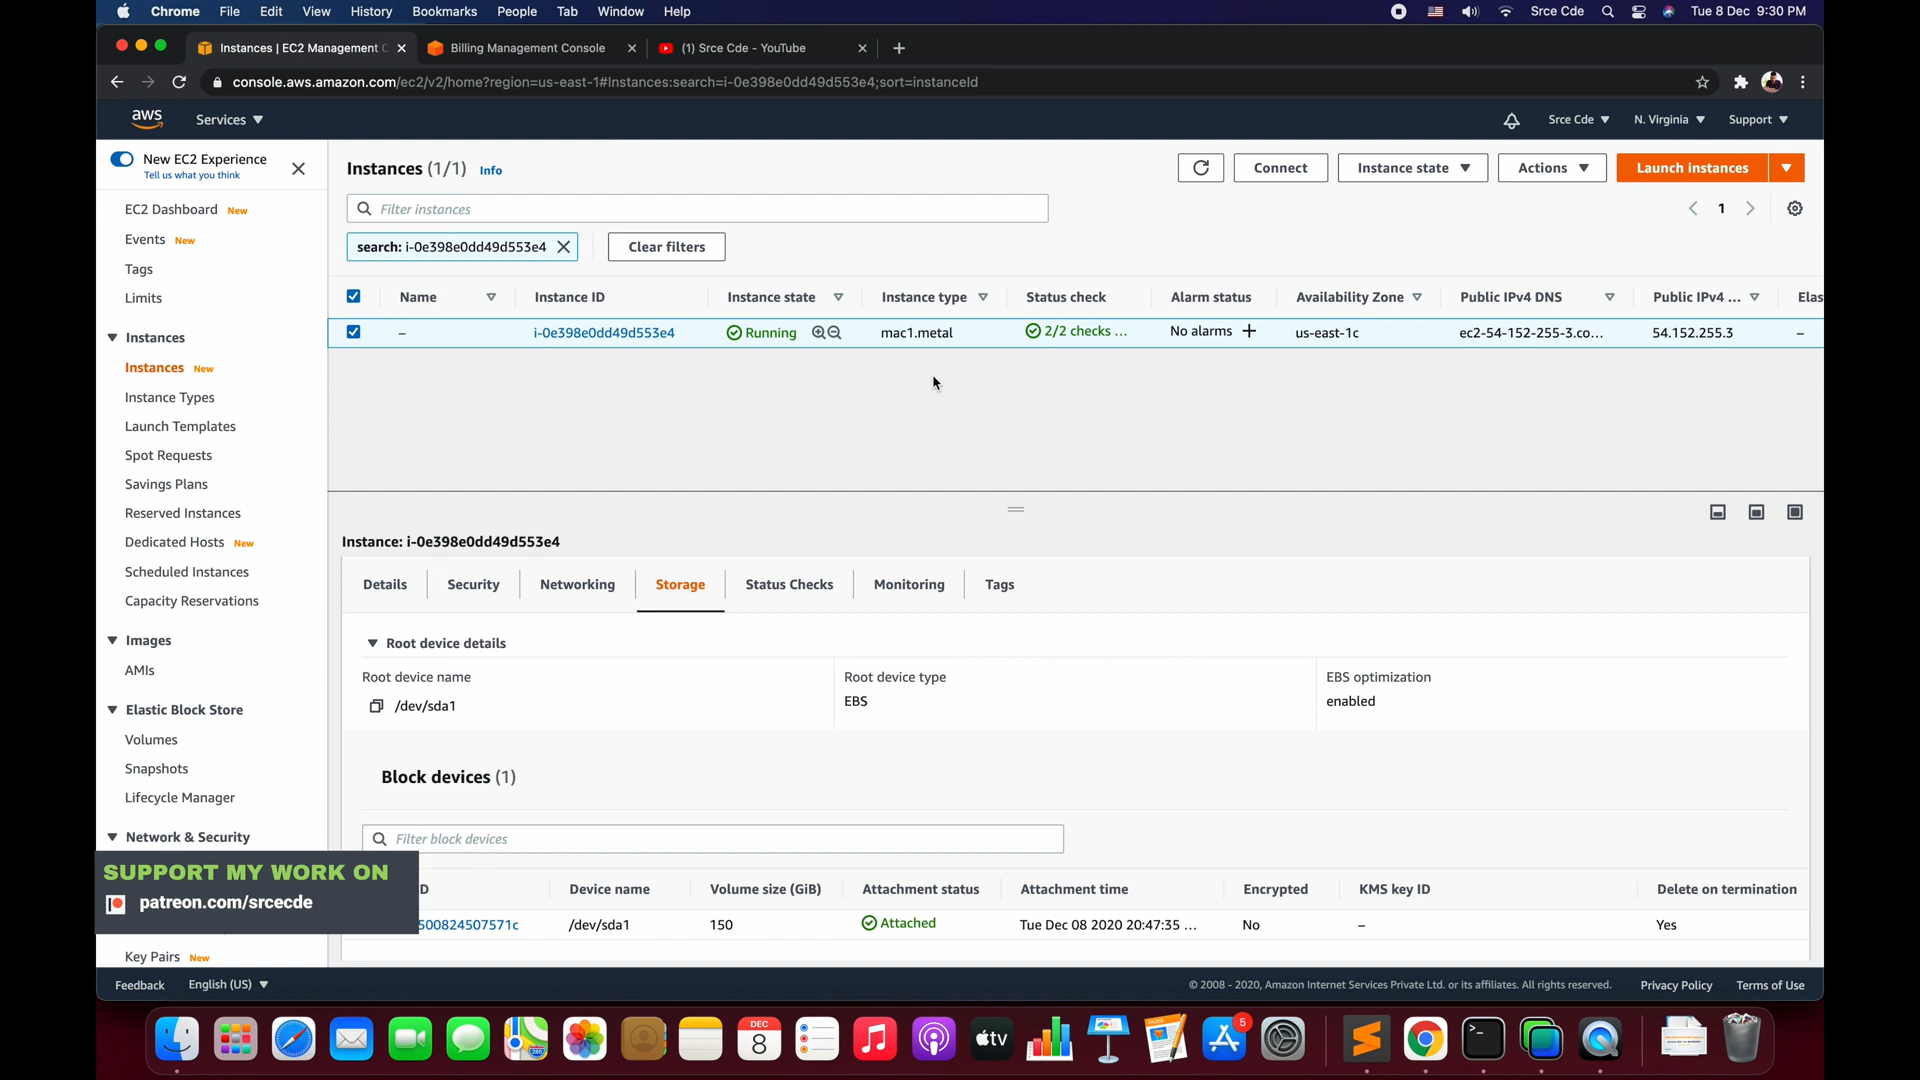 Chrome File Edit View History Bookmarks People Tab Window Help Srce Cde Tue 8 Dec 9:30 PM
Instances | EC2 Management C Billing Management Console (1) Srce Cde - YouTube
console.aws.amazon.com/ec2/v2/home?region=us-east-1#Instances:search=i-0e398e0dd49d553e4;sort=instanceId
aws Services Srce Cde N. Virginia Support
New EC2 Experience
Tell us what you think
EC2 Dashboard New
Events New
Tags
Limits
Instances
Instances New
Instance Types
Launch Templates
Spot Requests
Savings Plans
Reserved Instances
Dedicated Hosts New
Scheduled Instances
Capacity Reservations
Images
AMIs
Elastic Block Store
Volumes
Snapshots
Lifecycle Manager
Network & Security
Key Pairs New
Instances (1/1) Info
Connect Instance state Actions Launch instances
Filter instances
1
search: i-0e398e0dd49d553e4 Clear filters
Name Instance ID Instance state Instance type Status check Alarm status Availability Zone Public IPv4 DNS Public IPv4 ... Elas
– i-0e398e0dd49d553e4 Running mac1.metal 2/2 checks ... No alarms + us-east-1c ec2-54-152-255-3.co... 54.152.255.3 –
Instance: i-0e398e0dd49d553e4
Details Security Networking Storage Status Checks Monitoring Tags
Root device details
Root device name Root device type EBS optimization
/dev/sda1 EBS enabled
Block devices (1)
Filter block devices
D Device name Volume size (GiB) Attachment status Attachment time Encrypted KMS key ID Delete on termination
500824507571c /dev/sda1 150 Attached Tue Dec 08 2020 20:47:35 ... No – Yes
SUPPORT MY WORK ON
patreon.com/srcecde
Feedback English (US) © 2008 - 2020, Amazon Internet Services Private Ltd. or its affiliates. All rights reserved. Privacy Policy Terms of Use
280
DEC
8
tv
5
>_